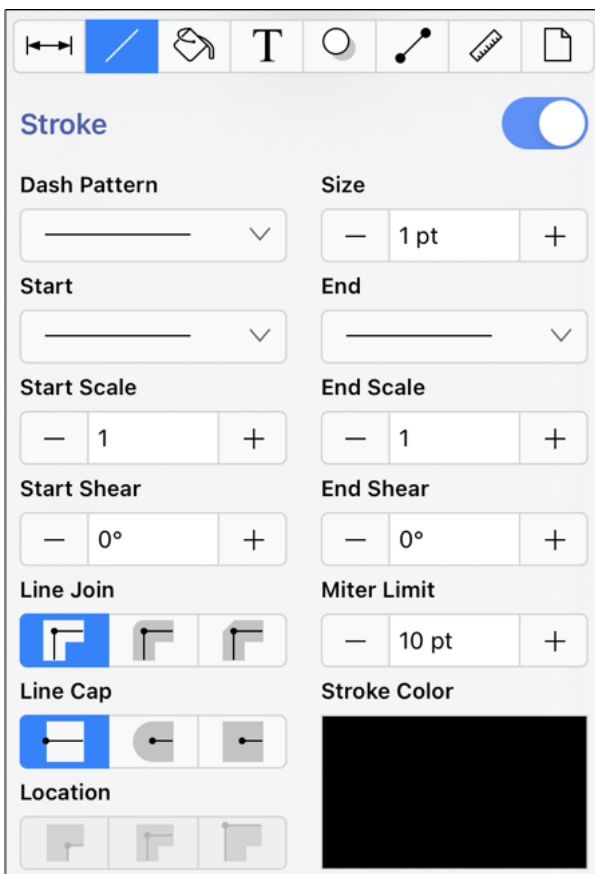 T
Stroke
Dash Pattern Size
1 pt
Start End
Start Scale End Scale
1 1
Start Shear End Shear
0° 0°
Line Join Miter Limit
10 pt
Line Cap Stroke Color
Location